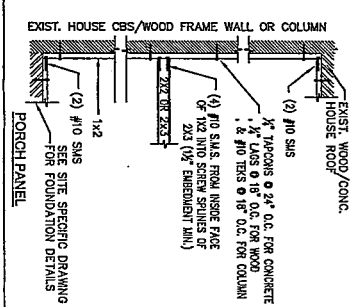 EXIST. HOUSE CBS/WOOD FRAME WALL OR COLUMN
EXIST. WOOD/CONC.
HOUSE ROOF
(2) #10 SMS
¼" TAPCONS @ 24" O.C. FOR CONCRETE
, ¼" LAGS @ 18" O.C. FOR WOOD
, & #10 TEKS @ 18" O.C. FOR COLUMN
(4) #10 S.M.S. FROM INSIDE FACE
OF 1X2 INTO SCREW SPLINES OF
2X3 (1½" EMBEDMENT MIN.)
2X2 OR 2X3
1x2
(2) #10 SMS
SEE SITE SPECIFIC DRAWING
FOR FOUNDATION DETAILS
PORCH PANEL